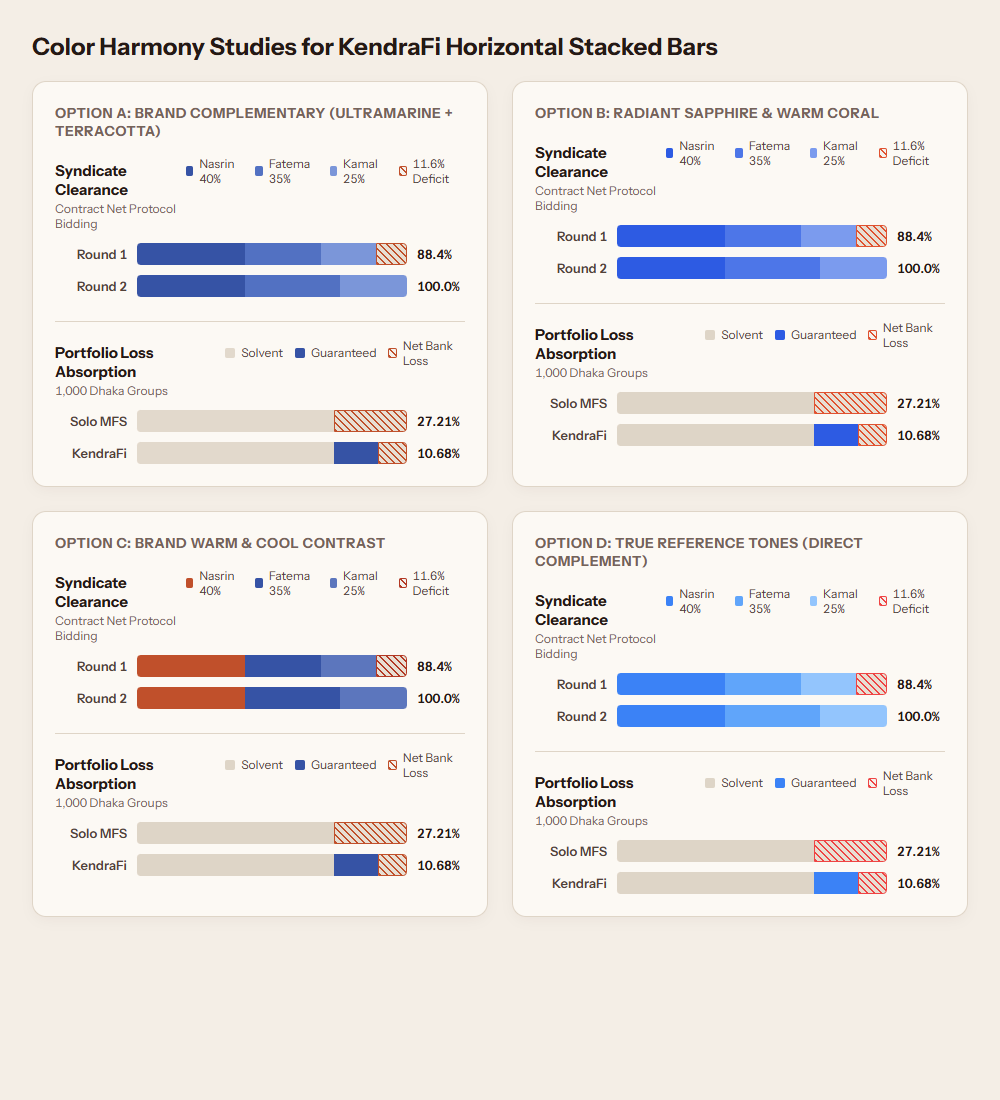 Color Harmony Studies for KendraFi Horizontal Stacked Bars
OPTION A: BRAND COMPLEMENTARY (ULTRAMARINE +
TERRACOTTA)
Syndicate
Clearance
Contract Net Protocol
Bidding
Nasrin
40%
Fatema
35%
Kamal
25%
11.6%
Deficit
Round 1
88.4%
Round 2
100.0%
Portfolio Loss
Absorption
1,000 Dhaka Groups
Solvent
Guaranteed
Net Bank
Loss
Solo MFS
27.21%
KendraFi
10.68%
OPTION B: RADIANT SAPPHIRE & WARM CORAL
Syndicate
Clearance
Contract Net Protocol
Bidding
Nasrin
40%
Fatema
35%
Kamal
25%
11.6%
Deficit
Round 1
88.4%
Round 2
100.0%
Portfolio Loss
Absorption
1,000 Dhaka Groups
Solvent
Guaranteed
Net Bank
Loss
Solo MFS
27.21%
KendraFi
10.68%
OPTION C: BRAND WARM & COOL CONTRAST
Syndicate
Clearance
Contract Net Protocol
Bidding
Nasrin
40%
Fatema
35%
Kamal
25%
11.6%
Deficit
Round 1
88.4%
Round 2
100.0%
Portfolio Loss
Absorption
1,000 Dhaka Groups
Solvent
Guaranteed
Net Bank
Loss
Solo MFS
27.21%
KendraFi
10.68%
OPTION D: TRUE REFERENCE TONES (DIRECT
COMPLEMENT)
Syndicate
Clearance
Contract Net Protocol
Bidding
Nasrin
40%
Fatema
35%
Kamal
25%
11.6%
Deficit
Round 1
88.4%
Round 2
100.0%
Portfolio Loss
Absorption
1,000 Dhaka Groups
Solvent
Guaranteed
Net Bank
Loss
Solo MFS
27.21%
KendraFi
10.68%